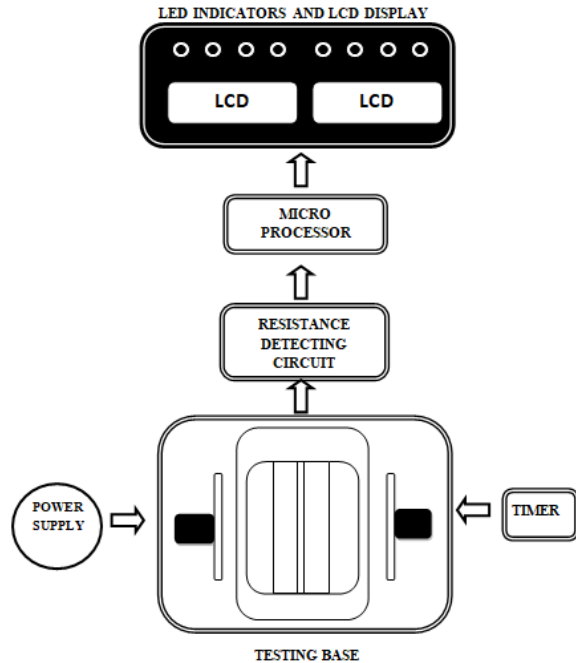 LED INDICATORS AND LCD DISPLAY
LCD
LCD
MICRO
PROCESSOR
RESISTANCE
DETECTING
CIRCUIT
POWER
SUPPLY
TIMER
TESTING BASE